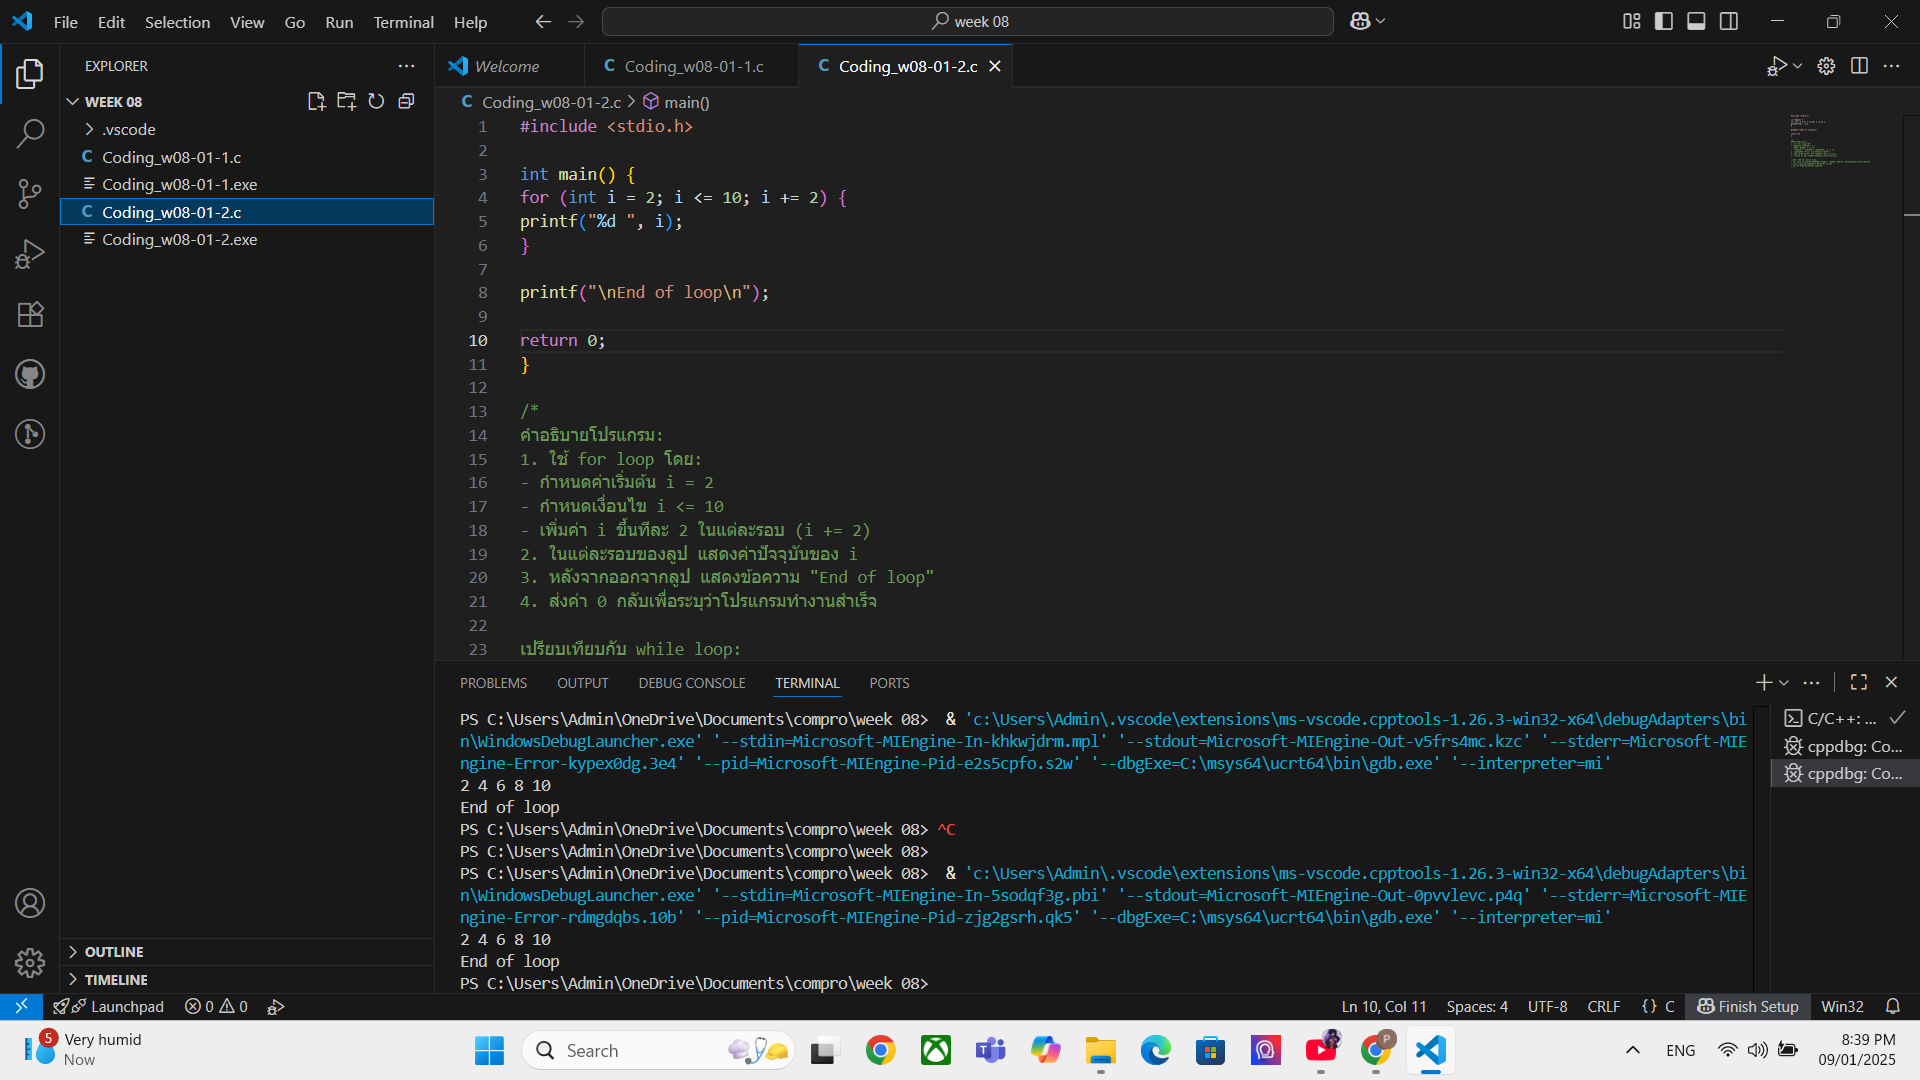 File Edit Selection View Go Run Terminal Help
week 08
EXPLORER
WEEK 08
.vscode
C Coding_w08-01-1.c
Coding_w08-01-1.exe
C Coding_w08-01-2.c
Coding_w08-01-2.exe
OUTLINE
TIMELINE
Welcome
C Coding_w08-01-1.c
C Coding_w08-01-2.c
C Coding_w08-01-2.c > main()
1 #include <stdio.h>
2
3 int main() {
4 for (int i = 2; i <= 10; i += 2) {
5 printf("%d ", i);
6 }
7
8 printf("\nEnd of loop\n");
9
10 return 0;
11 }
12
13 /*
14 คำอธิบายโปรแกรม:
15 1. ใช้ for loop โดย:
16 - กำหนดค่าเริ่มต้น i = 2
17 - กำหนดเงื่อนไข i <= 10
18 - เพิ่มค่า i ขึ้นทีละ 2 ในแต่ละรอบ (i += 2)
19 2. ในแต่ละรอบของลูป แสดงค่าปัจจุบันของ i
20 3. หลังจากออกจากลูป แสดงข้อความ "End of loop"
21 4. ส่งค่า 0 กลับเพื่อระบุว่าโปรแกรมทำงานสำเร็จ
22
23 เปรียบเทียบกับ while loop:
PROBLEMS OUTPUT DEBUG CONSOLE TERMINAL PORTS
PS C:\Users\Admin\OneDrive\Documents\compro\week 08>  & 'c:\Users\Admin\.vscode\extensions\ms-vscode.cpptools-1.26.3-win32-x64\debugAdapters\bi
n\WindowsDebugLauncher.exe' '--stdin=Microsoft-MIEngine-In-khkwjdrm.mpl' '--stdout=Microsoft-MIEngine-Out-v5frs4mc.kzc' '--stderr=Microsoft-MIE
ngine-Error-kypex0dg.3e4' '--pid=Microsoft-MIEngine-Pid-e2s5cpfo.s2w' '--dbgExe=C:\msys64\ucrt64\bin\gdb.exe' '--interpreter=mi'
2 4 6 8 10
End of loop
PS C:\Users\Admin\OneDrive\Documents\compro\week 08> ^C
PS C:\Users\Admin\OneDrive\Documents\compro\week 08>
PS C:\Users\Admin\OneDrive\Documents\compro\week 08>  & 'c:\Users\Admin\.vscode\extensions\ms-vscode.cpptools-1.26.3-win32-x64\debugAdapters\bi
n\WindowsDebugLauncher.exe' '--stdin=Microsoft-MIEngine-In-5sodqf3g.pbi' '--stdout=Microsoft-MIEngine-Out-0pvvlevc.p4q' '--stderr=Microsoft-MIE
ngine-Error-rdmgdqbs.10b' '--pid=Microsoft-MIEngine-Pid-zjg2gsrh.qk5' '--dbgExe=C:\msys64\ucrt64\bin\gdb.exe' '--interpreter=mi'
2 4 6 8 10
End of loop
PS C:\Users\Admin\OneDrive\Documents\compro\week 08>
C/C++: ...
cppdbg: Co...
cppdbg: Co...
Launchpad 0 0
Ln 10, Col 11 Spaces: 4 UTF-8 CRLF {} C Finish Setup Win32
5
Very humid
Now
Search
P
ENG
8:39 PM
09/01/2025